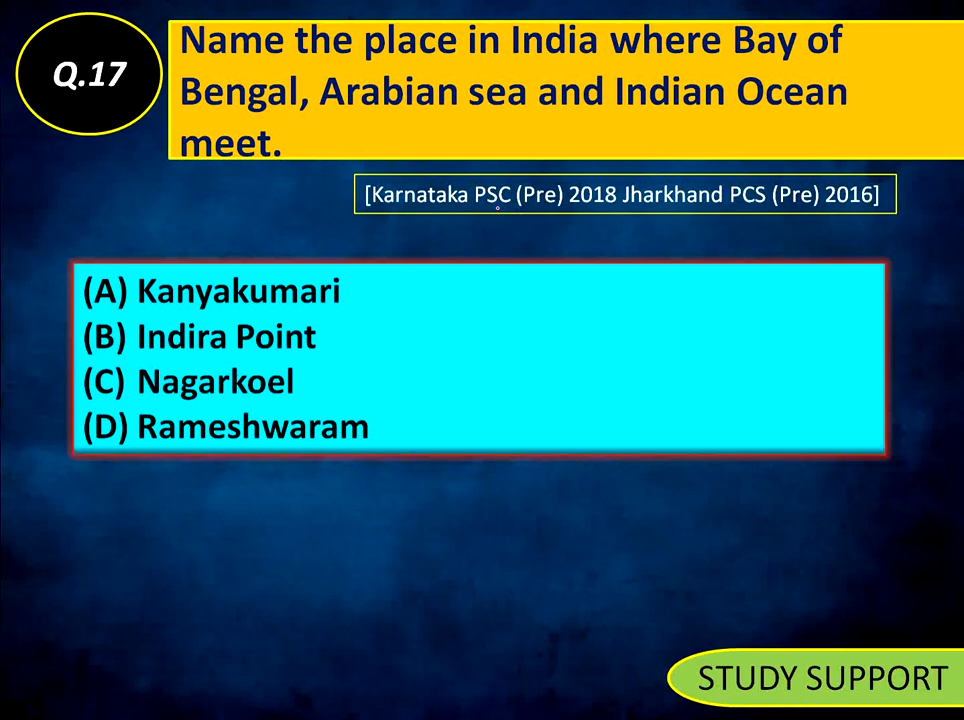 Q.17
Name the place in India where Bay of
Bengal, Arabian sea and Indian Ocean
meet.
[Karnataka PSC (Pre) 2018 Jharkhand PCS (Pre) 2016]
(A) Kanyakumari
(B) Indira Point
(C) Nagarkoel
(D) Rameshwaram
STUDY SUPPORT